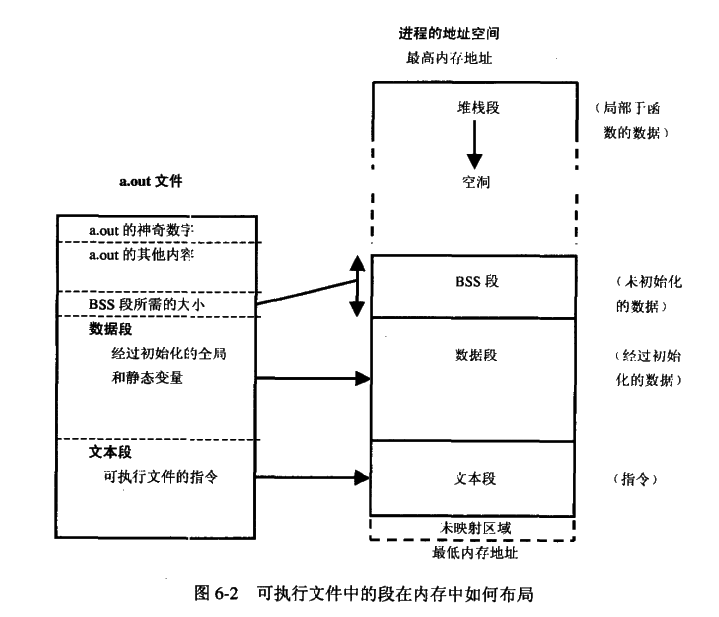 进程的地址空间
最高内存地址
堆栈段
（局部于函
数的数据）
空洞
a.out 文件
a.out 的神奇数字
a.out 的其他内容
BSS 段所需的大小
数据段
经过初始化的全局
和静态变量
文本段
可执行文件的指令
BSS 段
（未初始化
的数据）
数据段
（经过初始
化的数据）
文本段
（指令）
未映射区域
最低内存地址
图 6-2 可执行文件中的段在内存中如何布局